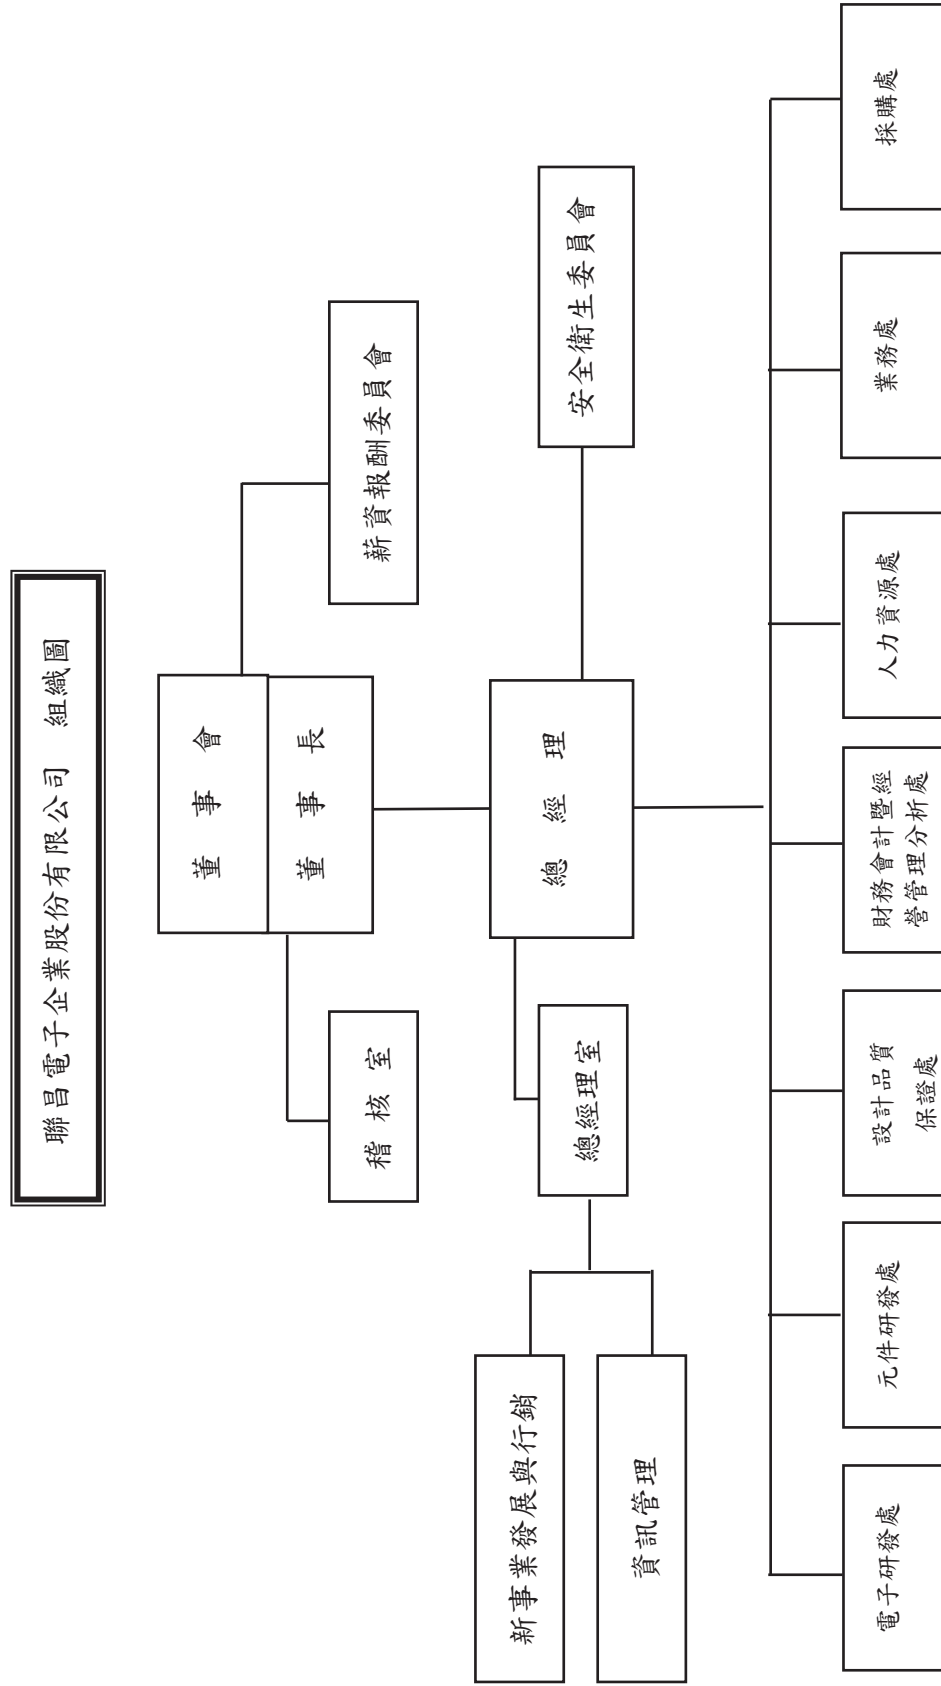 聯昌電子企業股份有限公司 組織圖
董事會
董事長
薪資報酬委員會
稽核室
總經理
安全衛生委員會
總經理室
新事業發展與行銷
資訊管理
電子研發處
元件研發處
設計品質
保證處
財務會計暨經
營管理分析處
人力資源處
業務處
採購處